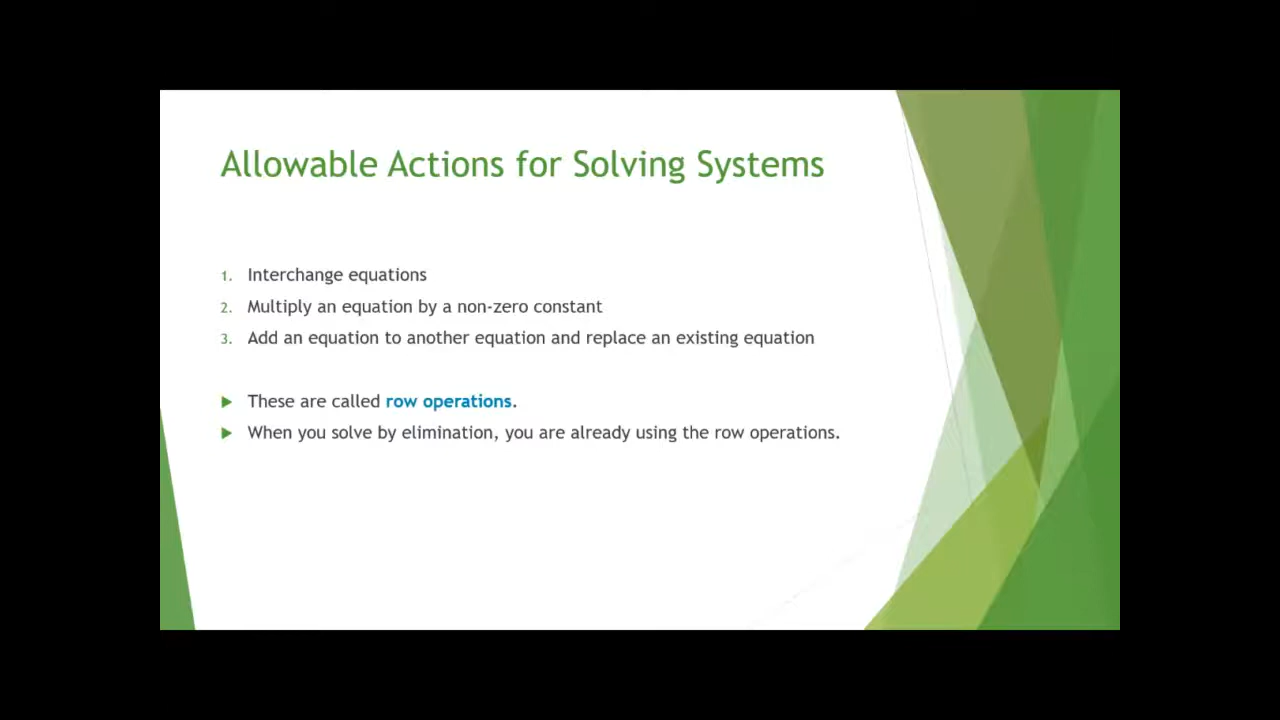 Allowable Actions for Solving Systems
1. Interchange equations
2. Multiply an equation by a non-zero constant
3. Add an equation to another equation and replace an existing equation
These are called row operations.
When you solve by elimination, you are already using the row operations.